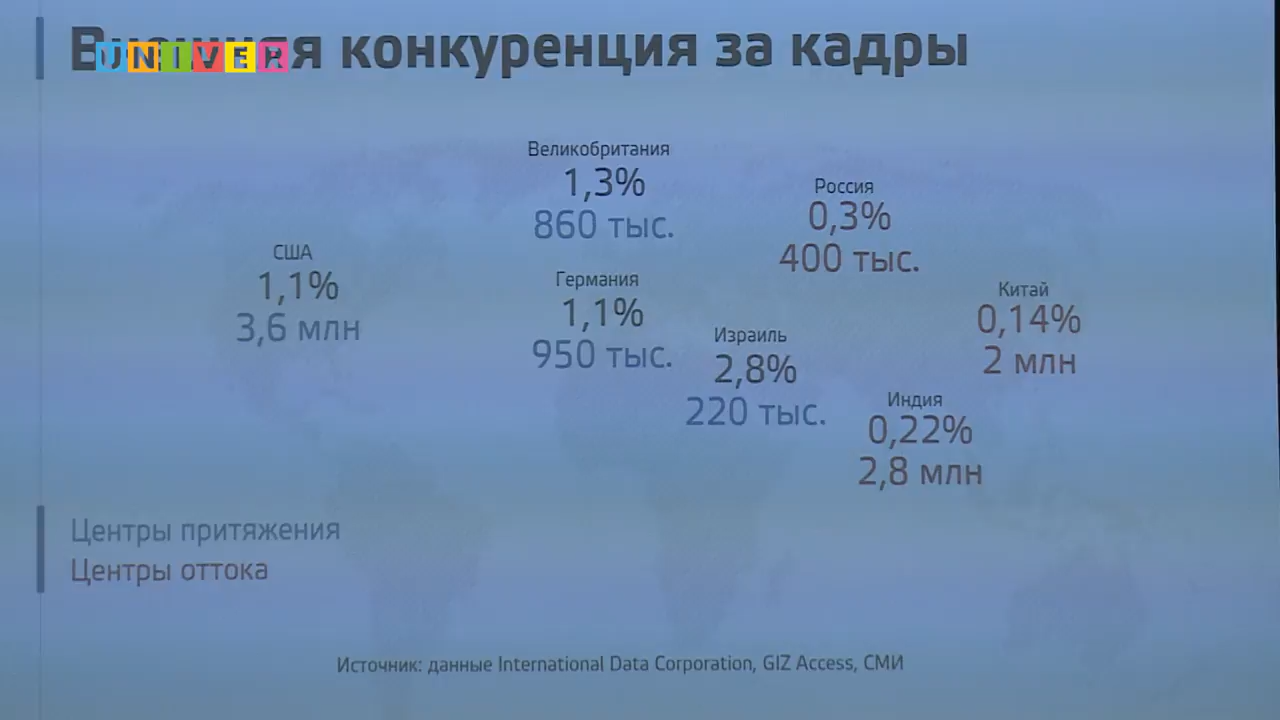 конкуренция за кадры
UNIVER
Великобритания
1,3%
860 тыс.
Россия
0,3%
400 тыс.
США
1,1%
3,6 млн
Германия
1,1%
950 тыс.
Китай
0,14%
2 млн
Израиль
2,8%
220 тыс.
Индия
0,22%
2,8 млн
Центры притяжения
Центры оттока
Источник: данные International Data Corporation, GIZ Access, СМИ